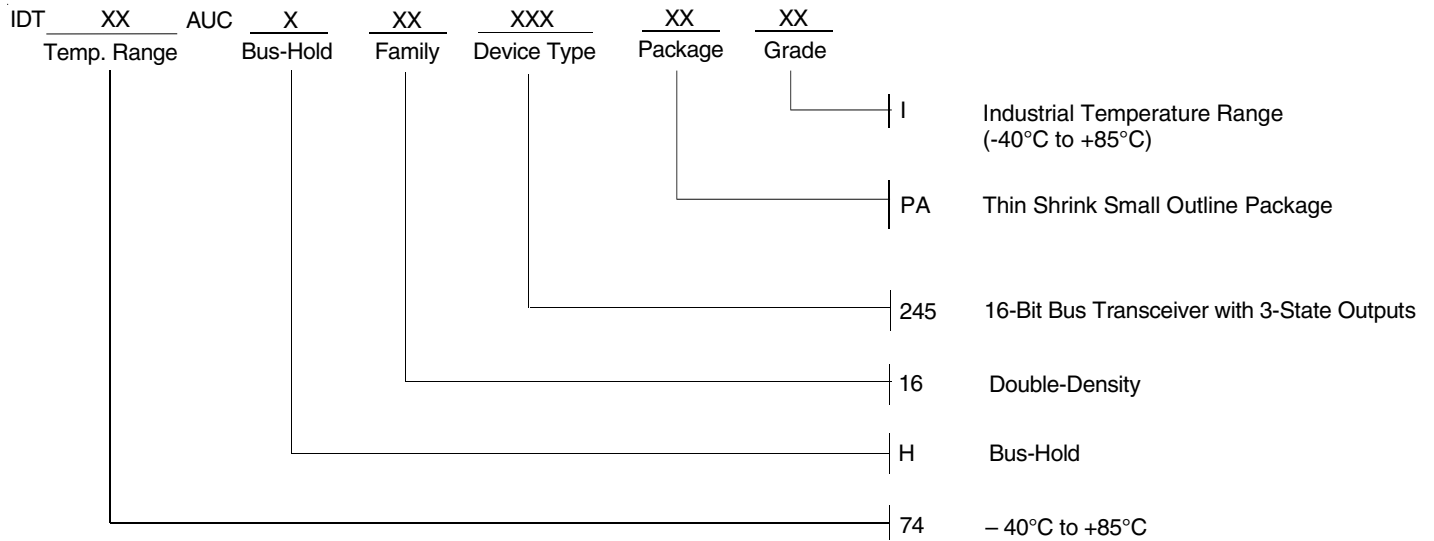 IDT XX AUC X XX XXX XX XX
Temp. Range Bus-Hold Family Device Type Package Grade
I Industrial Temperature Range
(-40°C to +85°C)
PA Thin Shrink Small Outline Package
245 16-Bit Bus Transceiver with 3-State Outputs
16 Double-Density
H Bus-Hold
74 – 40°C to +85°C